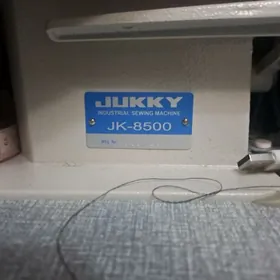 JUKKY
INDUSTRIAL SEWING MACHINE
JK-8500